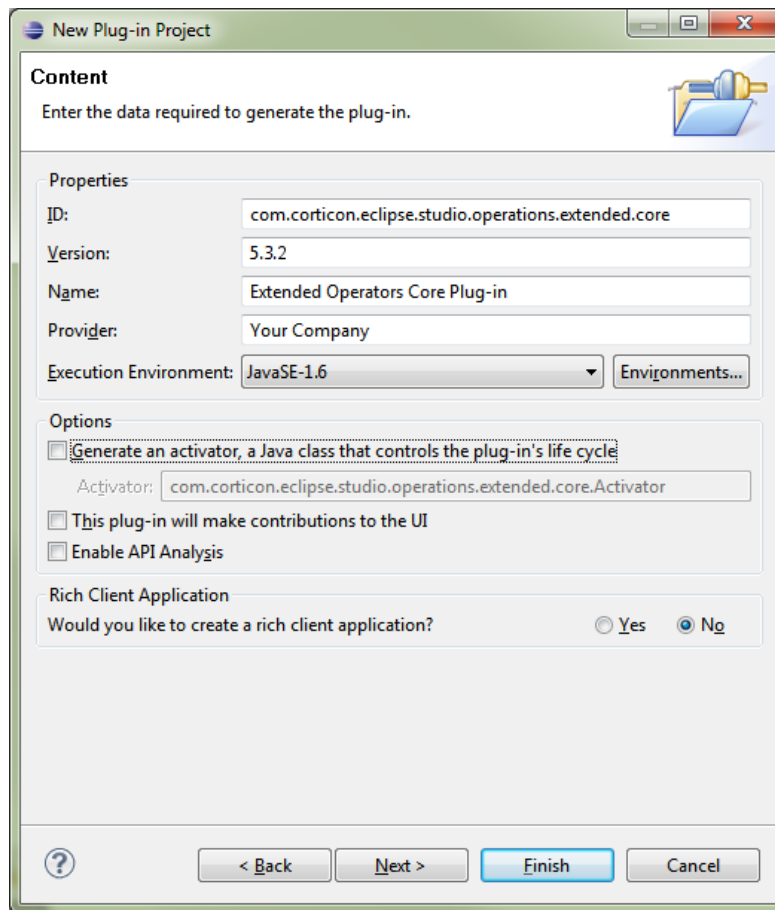 New Plug-in Project
Content
Enter the data required to generate the plug-in.
Properties
ID: com.corticon.eclipse.studio.operations.extended.core
Version: 5.3.2
Name: Extended Operators Core Plug-in
Provider: Your Company
Execution Environment: JavaSE-1.6 Environments...
Options
Generate an activator, a Java class that controls the plug-in's life cycle
Activator: com.corticon.eclipse.studio.operations.extended.core.Activator
This plug-in will make contributions to the UI
Enable API Analysis
Rich Client Application
Would you like to create a rich client application? Yes No
< Back Next > Finish Cancel